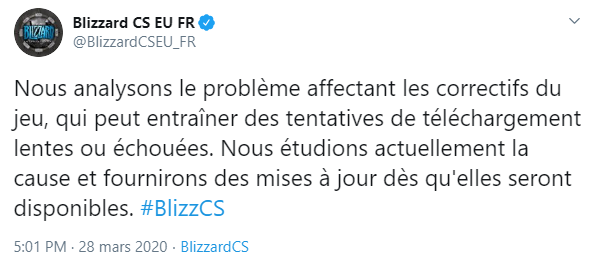 Blizzard CS EU FR
@BlizzardCSEU_FR
Nous analysons le problème affectant les correctifs du
jeu, qui peut entraîner des tentatives de téléchargement
lentes ou échouées. Nous étudions actuellement la
cause et fournirons des mises à jour dès qu'elles seront
disponibles. #BlizzCS
5:01 PM · 28 mars 2020 · BlizzardCS